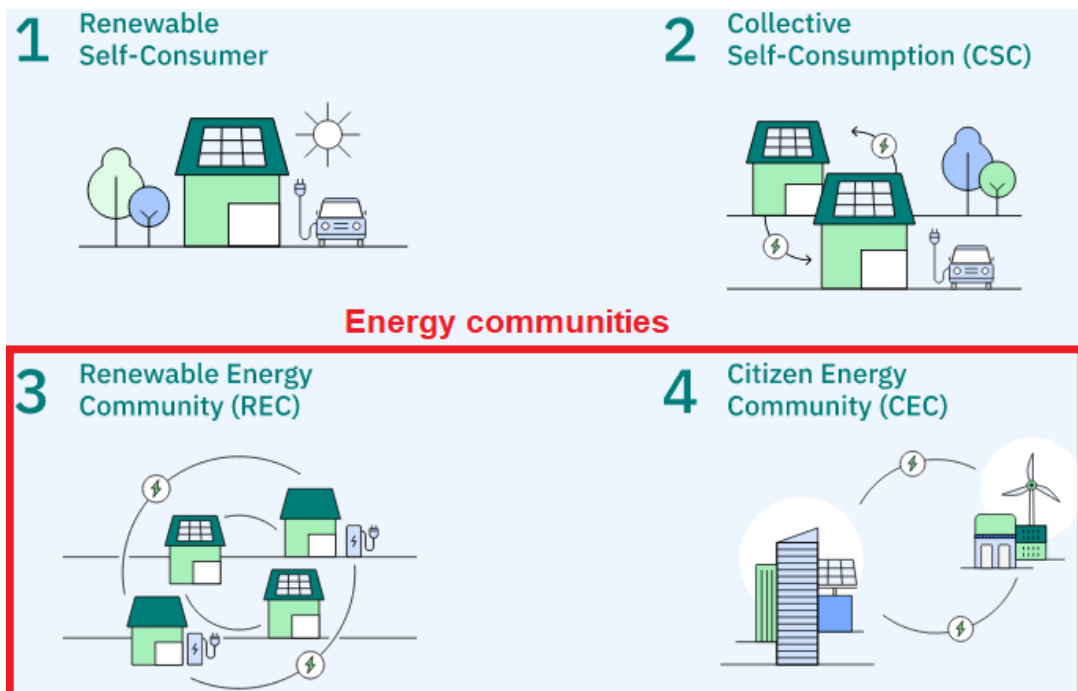 1
Renewable
Self-Consumer
2
Collective
Self-Consumption (CSC)
Energy communities
3
Renewable Energy
Community (REC)
4
Citizen Energy
Community (CEC)